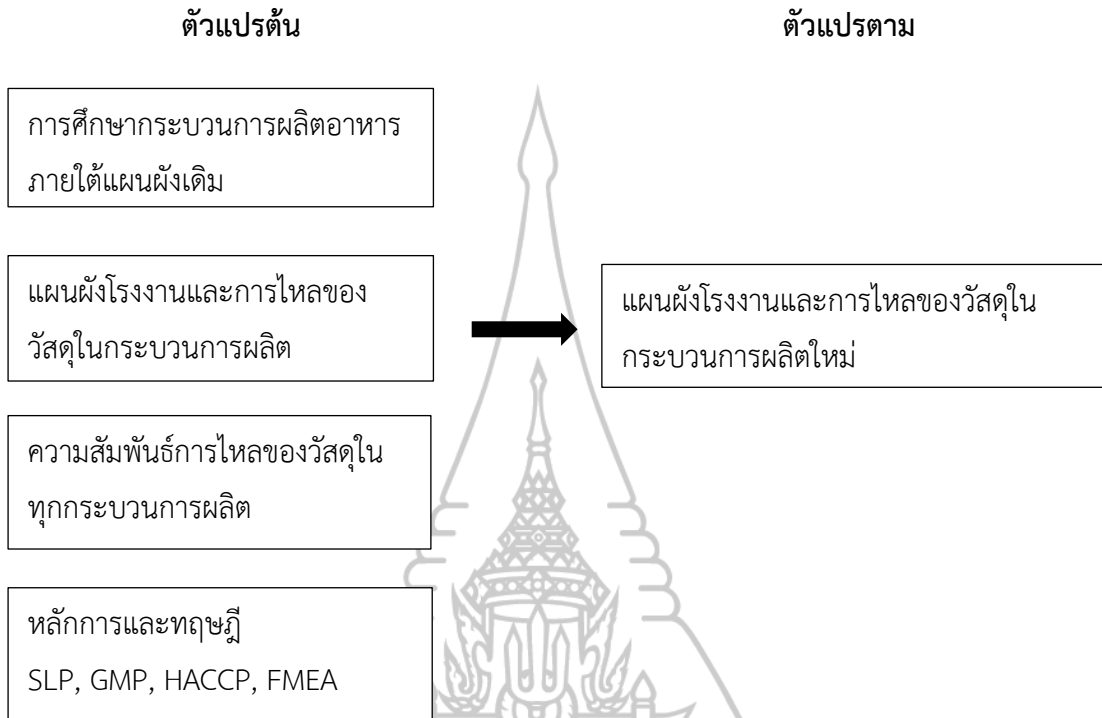 ตัวแปรต้น
ตัวแปรตาม
การศึกษากระบวนการผลิตอาหาร
ภายใต้แผนผังเดิม
แผนผังโรงงานและการไหลของ
วัสดุในกระบวนการผลิต
แผนผังโรงงานและการไหลของวัสดุใน
กระบวนการผลิตใหม่
ความสัมพันธ์การไหลของวัสดุใน
ทุกกระบวนการผลิต
หลักการและทฤษฎี
SLP, GMP, HACCP, FMEA